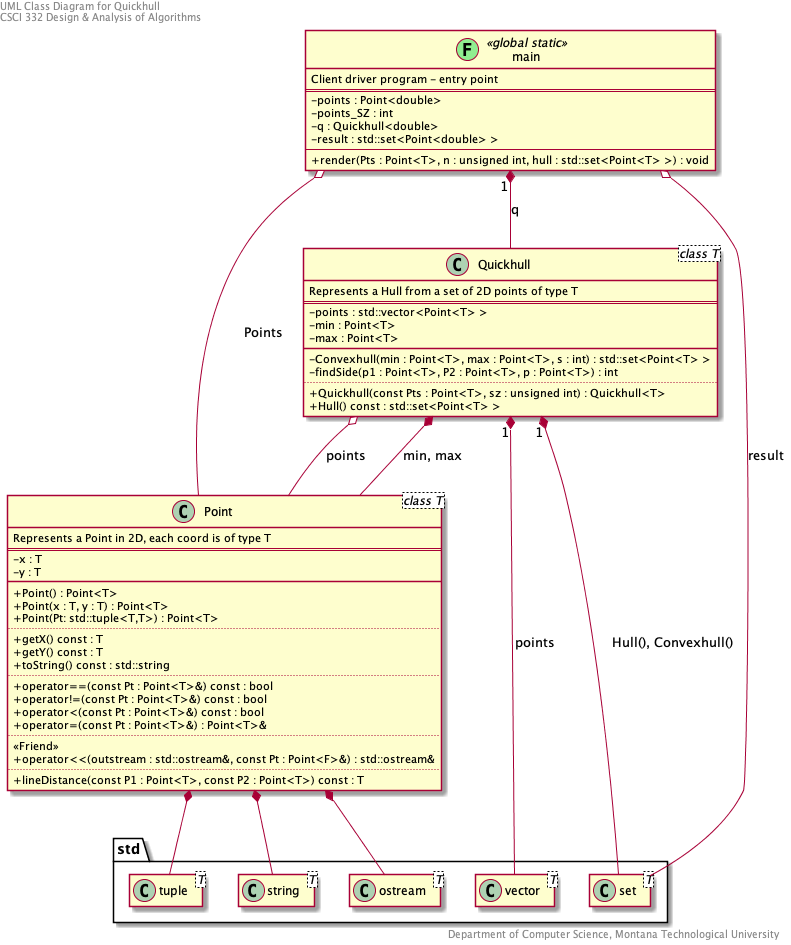 UML Class Diagram for Quickhull
CSCI 332 Design & Analysis of Algorithms
F
«global static»
main
Client driver program – entry point
–points : Point<double>
–points_SZ : int
–q : Quickhull<double>
–result : std::set<Point<double> >
+render(Pts : Point<T>, n : unsigned int, hull : std::set<Point<T> >) : void
1
q
Points
class T
C
Quickhull
Represents a Hull from a set of 2D points of type T
–points : std::vector<Point<T> >
–min : Point<T>
–max : Point<T>
–Convexhull(min : Point<T>, max : Point<T>, s : int) : std::set<Point<T> >
–findSide(p1 : Point<T>, P2 : Point<T>, p : Point<T>) : int
+Quickhull(const Pts : Point<T>, sz : unsigned int) : Quickhull<T>
+Hull() const : std::set<Point<T> >
1
1
points
min, max
result
class T
C
Point
Represents a Point in 2D, each coord is of type T
–x : T
–y : T
+Point() : Point<T>
+Point(x : T, y : T) : Point<T>
+Point(Pt: std::tuple<T,T>) : Point<T>
+getX() const : T
+getY() const : T
+toString() const : std::string
+operator==(const Pt : Point<T>&) const : bool
+operator!=(const Pt : Point<T>&) const : bool
+operator<(const Pt : Point<T>&) const : bool
+operator=(const Pt : Point<T>&) : Point<T>&
«Friend»
+operator<<(outstream : std::ostream&, const Pt : Point<F>&) : std::ostream&
+lineDistance(const P1 : Point<T>, const P2 : Point<T>) const : T
points
Hull(), Convexhull()
std
C tuple T
C string T
C ostream T
C vector T
C set T
Department of Computer Science, Montana Technological University